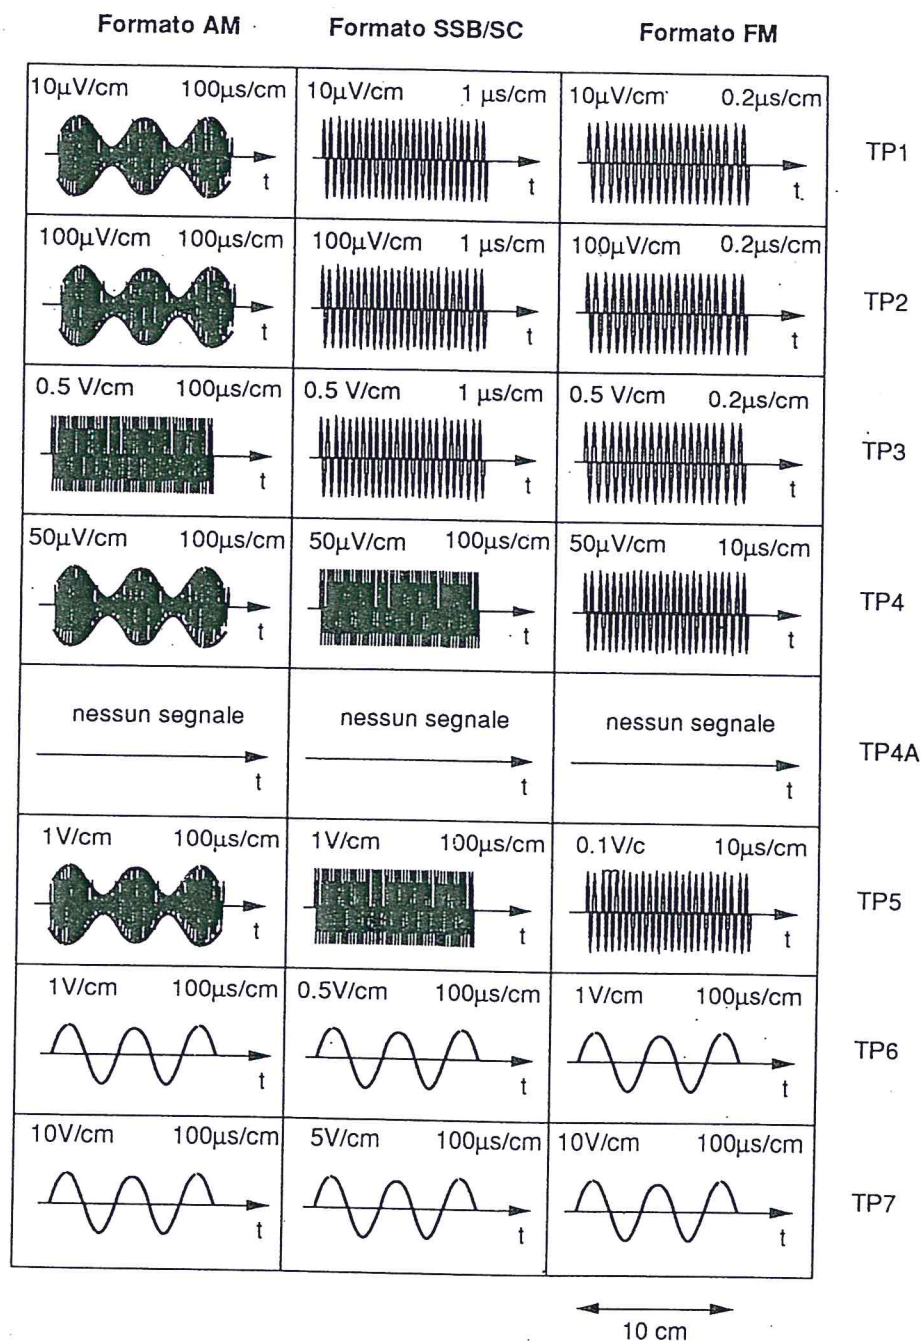 Formato AM Formato SSB/SC Formato FM
10µV/cm 100µs/cm 10µV/cm 1 µs/cm 10µV/cm 0.2µs/cm TP1
t t t
100µV/cm 100µs/cm 100µV/cm 1 µs/cm 100µV/cm 0.2µs/cm TP2
t t t
0.5 V/cm 100µs/cm 0.5 V/cm 1 µs/cm 0.5 V/cm 0.2µs/cm TP3
t t t
50µV/cm 100µs/cm 50µV/cm 100µs/cm 50µV/cm 10µs/cm TP4
t t t
nessun segnale nessun segnale nessun segnale TP4A
t t t
1V/cm 100µs/cm 1V/cm 100µs/cm 0.1V/c 10µs/cm TP5
t t t
1V/cm 100µs/cm 0.5V/cm 100µs/cm 1V/cm 100µs/cm TP6
t t t
10V/cm 100µs/cm 5V/cm 100µs/cm 10V/cm 100µs/cm TP7
t t t
10 cm